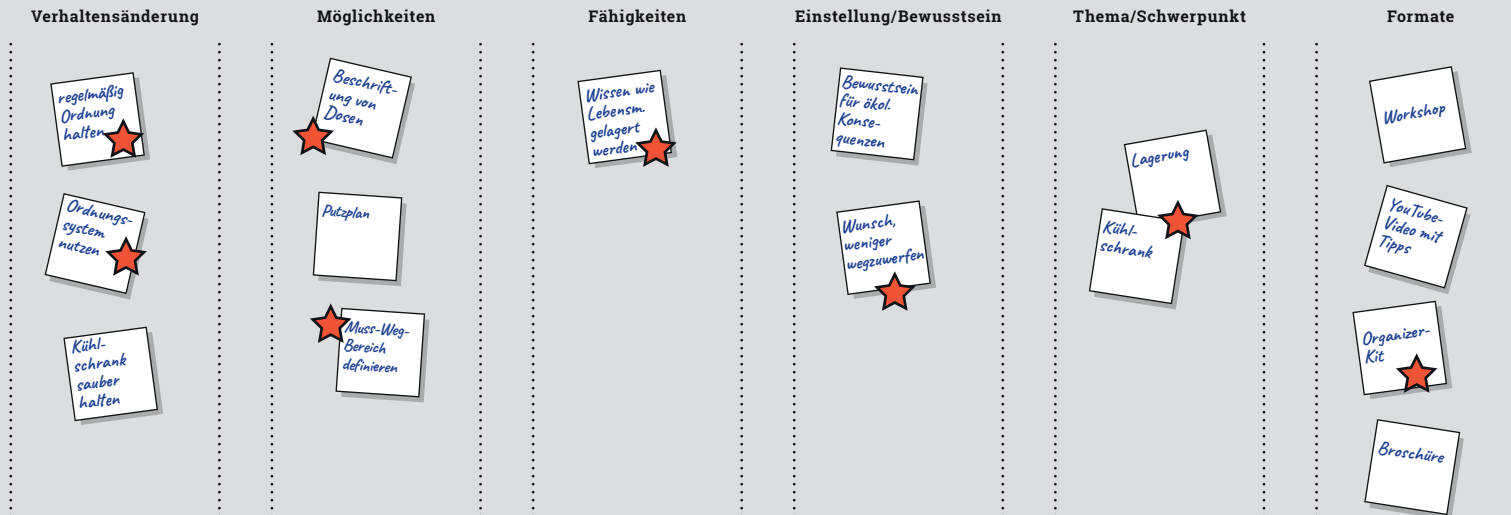 Verhaltensänderung
regelmäßig
Ordnung
halten
Ordnungs-
system
nutzen
Kühl-
schrank
sauber
halten
Möglichkeiten
Beschrift-
ung von
Dosen
Putzplan
Muss-Weg-
Bereich
definieren
Fähigkeiten
Wissen wie
Lebensm.
gelagert
werden
Einstellung/Bewusstsein
Bewusstsein
für ökol.
Konse-
quenzen
Wunsch,
weniger
wegzuwerfen
Thema/Schwerpunkt
Lagerung
Kühl-
schrank
Formate
Workshop
YouTube-
Video mit
Tipps
Organizer-
Kit
Broschüre